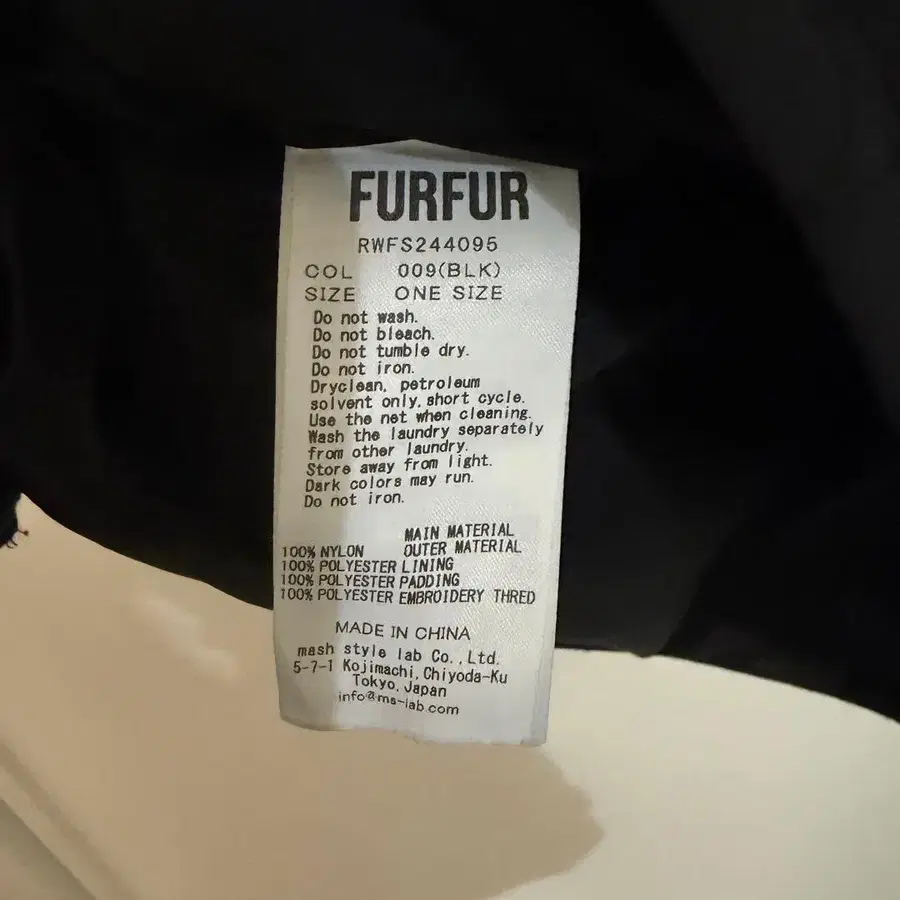 FURFUR
RWFS244095
COL 009(BLK)
SIZE ONE SIZE
Do not wash.
Do not bleach.
Do not tumble dry.
Do not iron.
Dryclean, petroleum
solvent only, short cycle.
Use the net when cleaning.
Wash the laundry separately
from other laundry.
Store away from light.
Dark colors may run.
Do not iron.
MAIN MATERIAL
100% NYLON OUTER MATERIAL
100% POLYESTER LINING
100% POLYESTER PADDING
100% POLYESTER EMBROIDERY THRED
MADE IN CHINA
mash style lab Co.,Ltd.
5-7-1 Kojimachi, Chiyoda-Ku
Tokyo, Japan
info@ms-lab.com